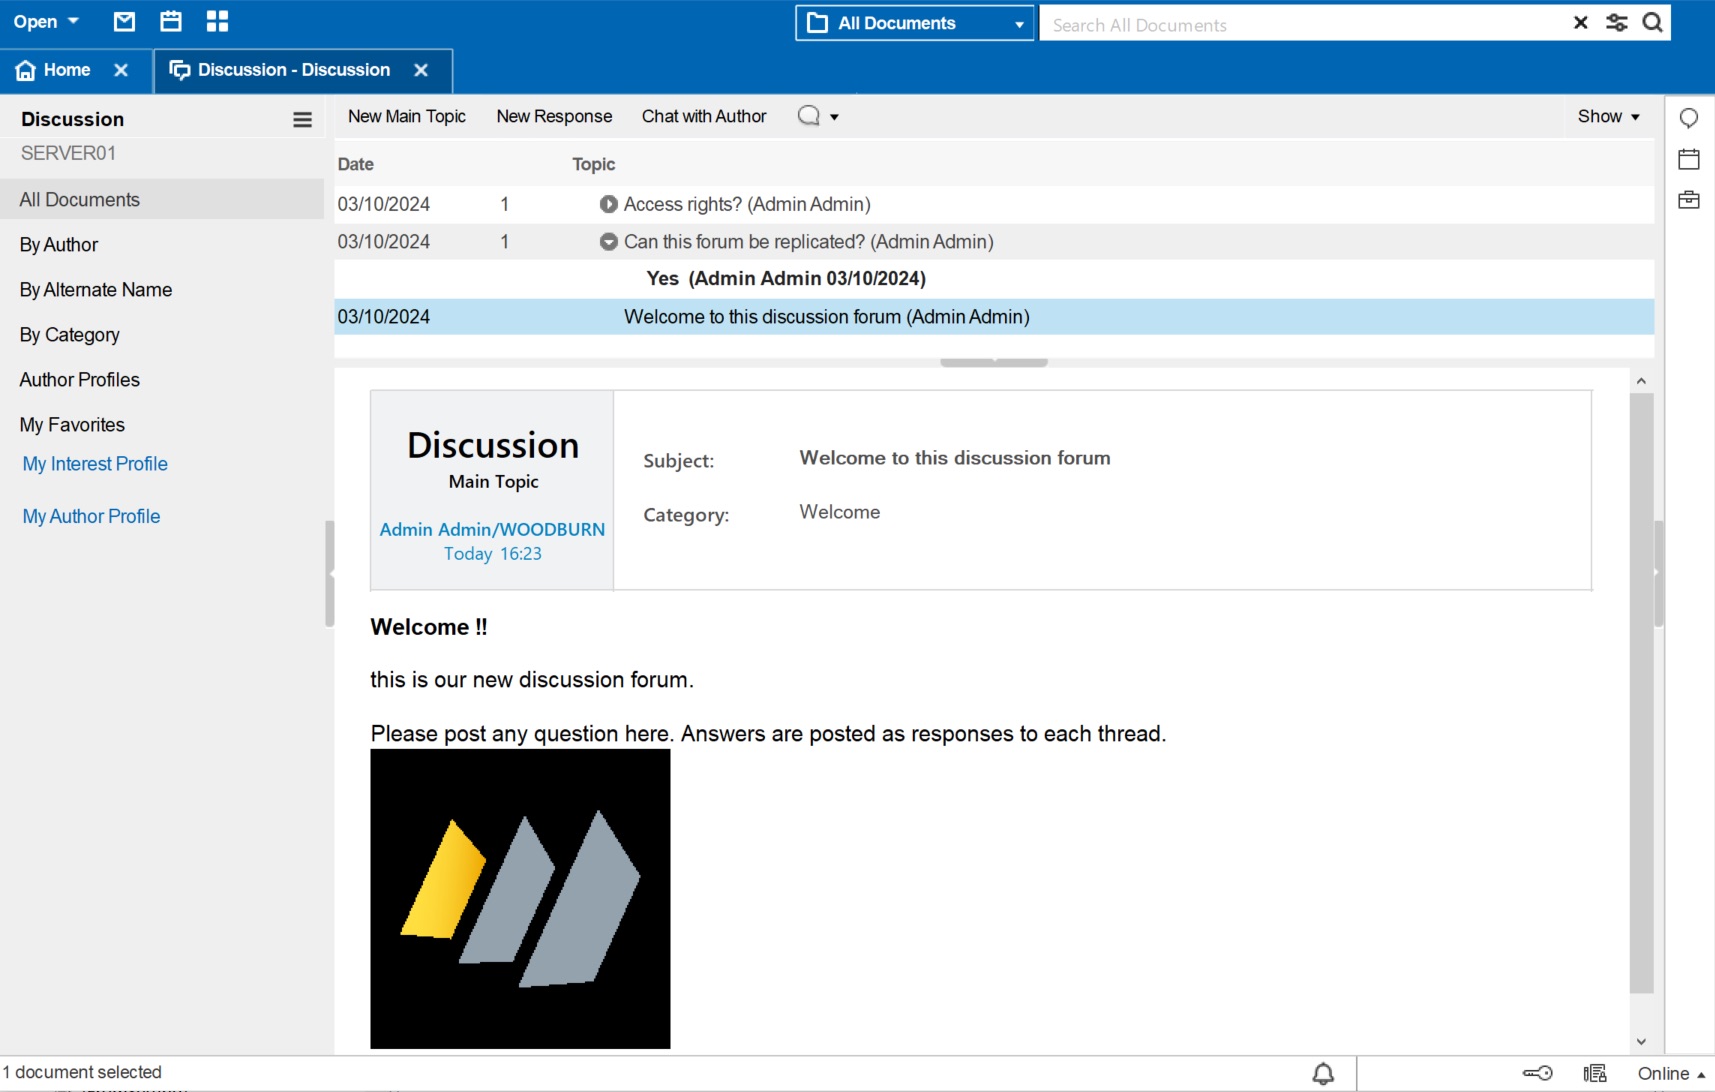 Open
All Documents
Search All Documents
Home
Discussion - Discussion
Discussion
SERVER01
All Documents
By Author
By Alternate Name
By Category
Author Profiles
My Favorites
My Interest Profile
My Author Profile
New Main Topic New Response Chat with Author Show
Date Topic
03/10/2024 1 Access rights? (Admin Admin)
03/10/2024 1 Can this forum be replicated? (Admin Admin)
Yes (Admin Admin 03/10/2024)
03/10/2024 Welcome to this discussion forum (Admin Admin)
Discussion
Main Topic
Admin Admin/WOODBURN
Today 16:23
Subject: Welcome to this discussion forum
Category: Welcome
Welcome !!
this is our new discussion forum.
Please post any question here. Answers are posted as responses to each thread.
1 document selected
Online